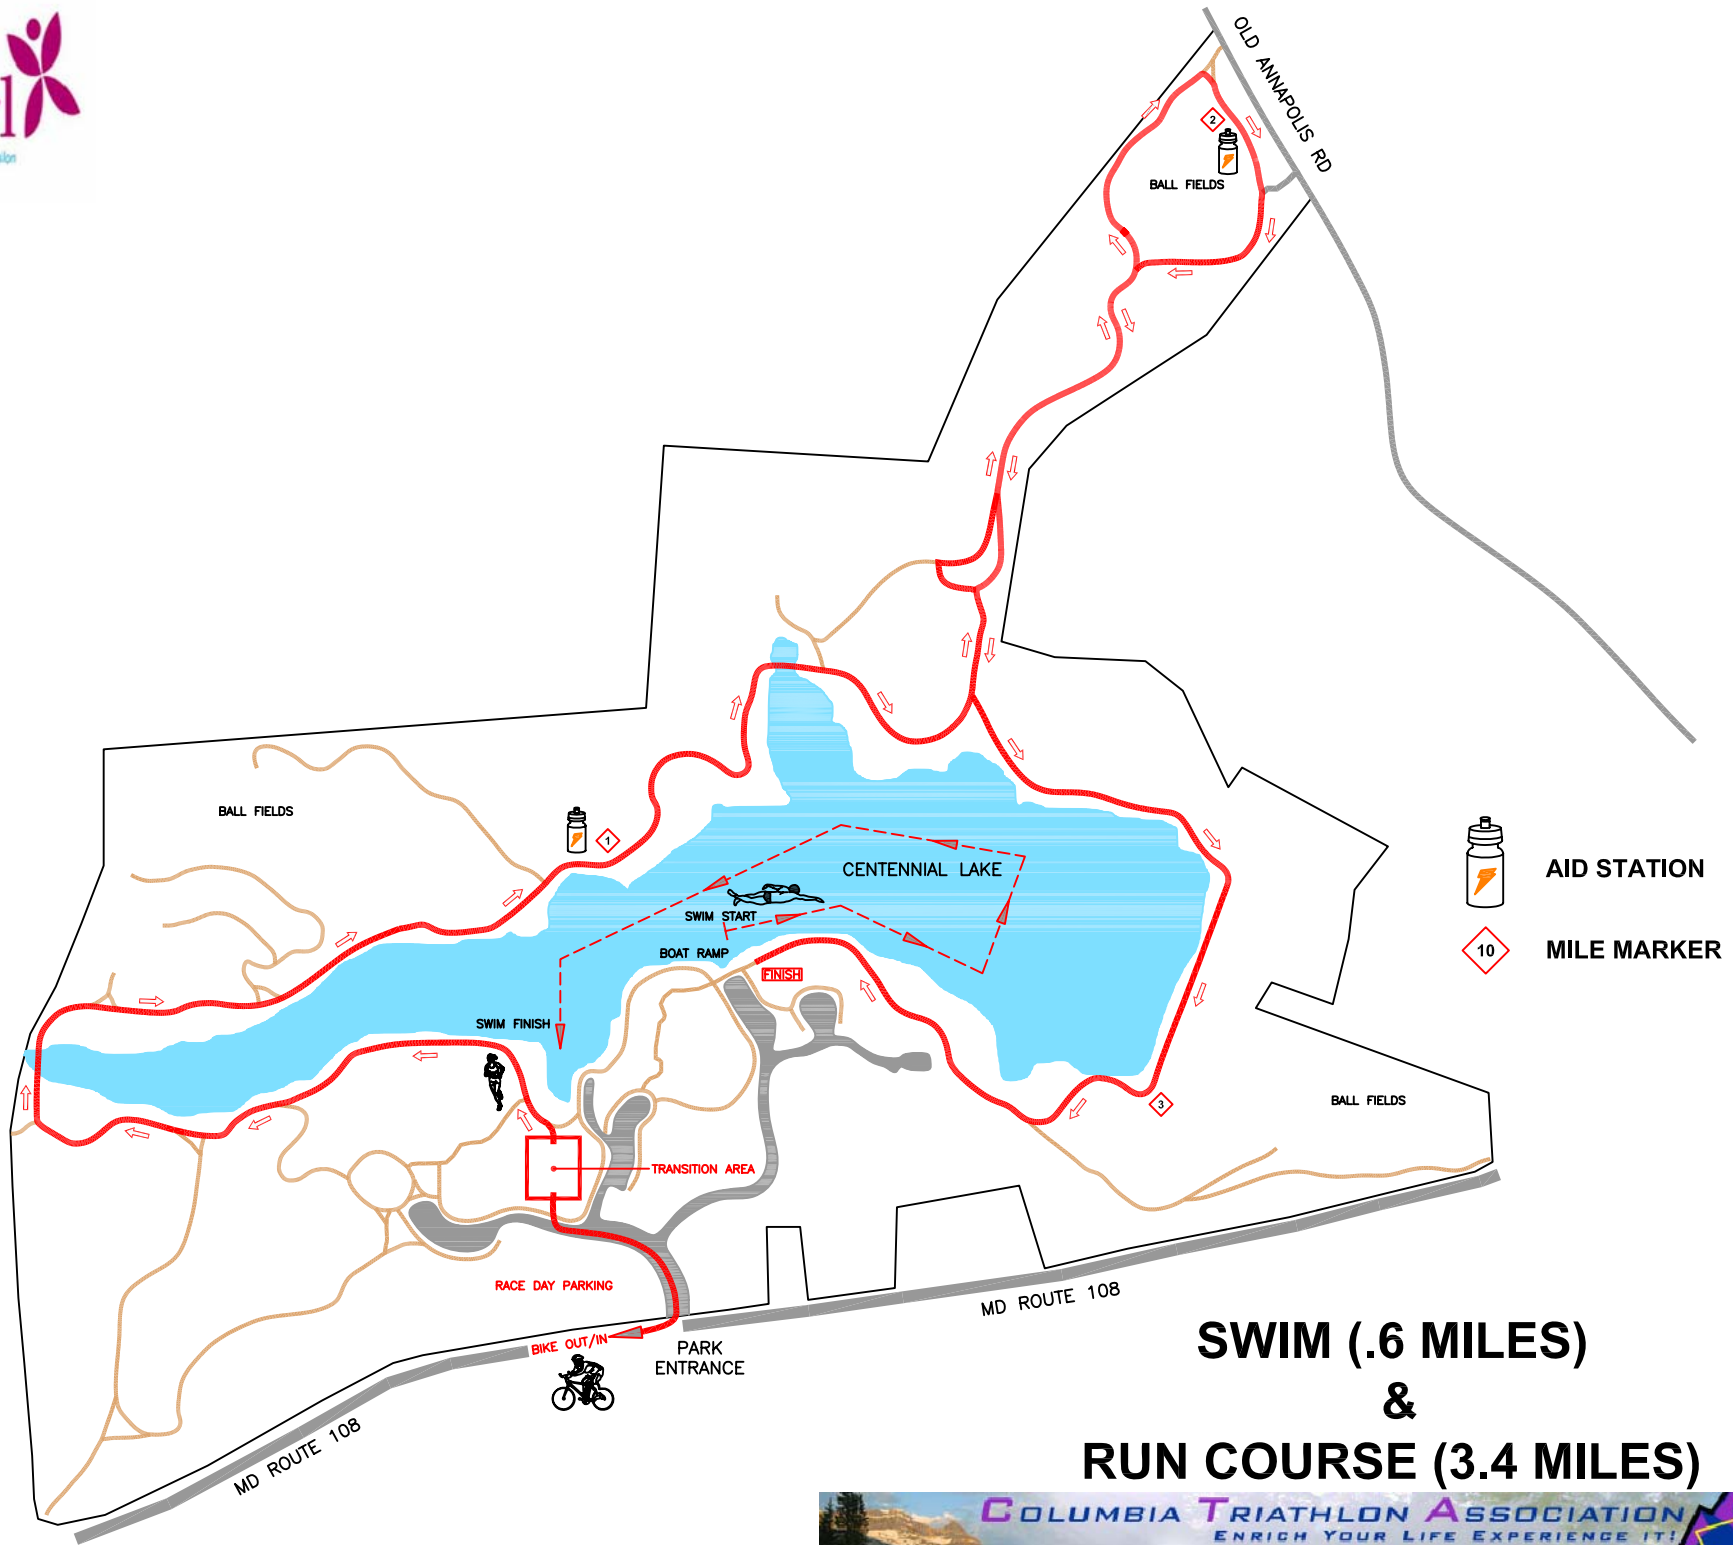 OLD ANNAPOLIS RD
2
BALL FIELDS
BALL FIELDS
1
CENTENNIAL LAKE
SWIM START
BOAT RAMP
FINISH
SWIM FINISH
3
BALL FIELDS
TRANSITION AREA
RACE DAY PARKING
BIKE OUT/IN
PARK
ENTRANCE
MD ROUTE 108
MD ROUTE 108
AID STATION
10
MILE MARKER
SWIM (.6 MILES)
&
RUN COURSE (3.4 MILES)
COLUMBIA TRIATHLON ASSOCIATION
ENRICH YOUR LIFE EXPERIENCE IT!